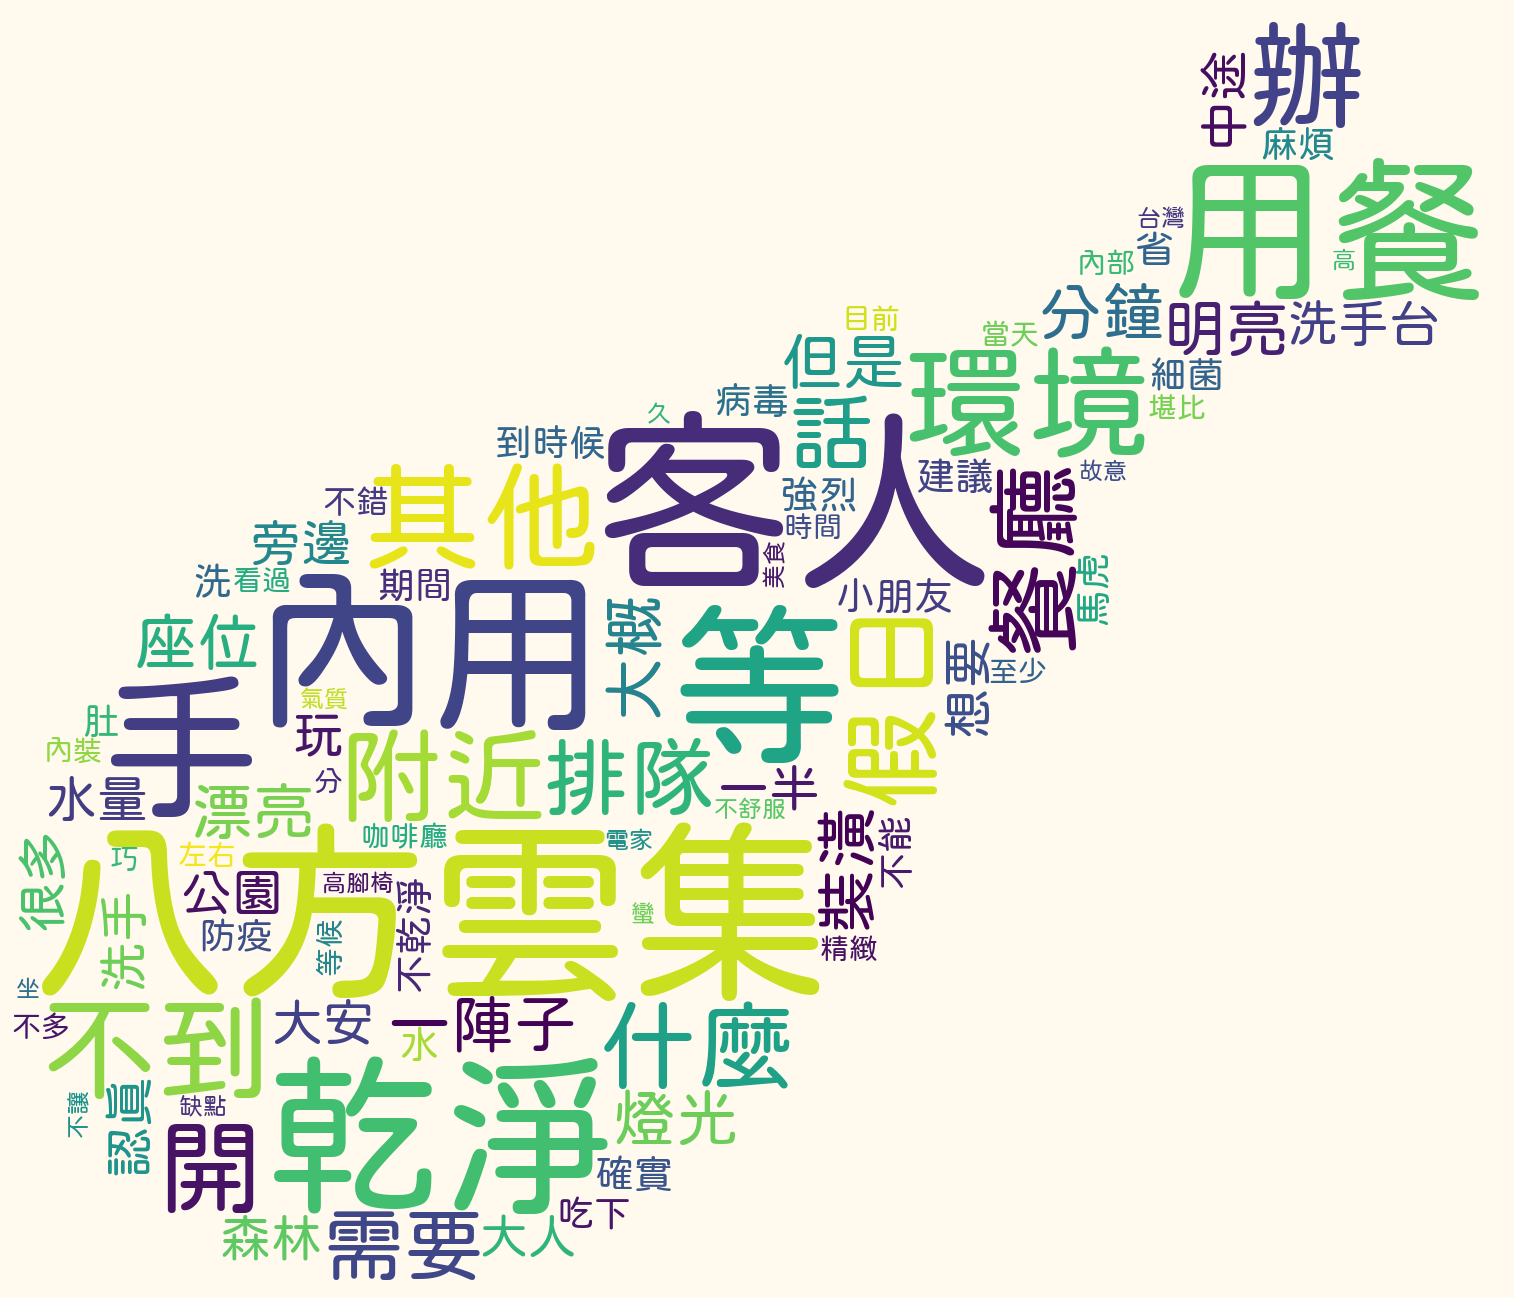 辦
中途
麻煩
用餐
台灣
省
高
內部
分鐘
明亮
洗手台
目前
當天
但是
環境
細菌
堪比
病毒
話
久
客人
到時候
建議
故意
其他
不錯
強烈
時間
餐廳
旁邊
美食
洗
看過
期間
內用
小朋友
馬虎
大概
等
假日
座位
想要
至少
手
氣質
肚
玩
內裝
附近
排隊
分
一半
水量
漂亮
不舒服
裝潢
不能
咖啡廳
電家
很多
巧
左右
八方雲集
公園
高腳椅
不乾淨
洗手
防疫
等候
蠻
精緻
坐
不多
不到
大安
一陣子
水
什麼
乾淨
不讓
認真
缺點
燈光
開
確實
吃下
森林
需要
大人